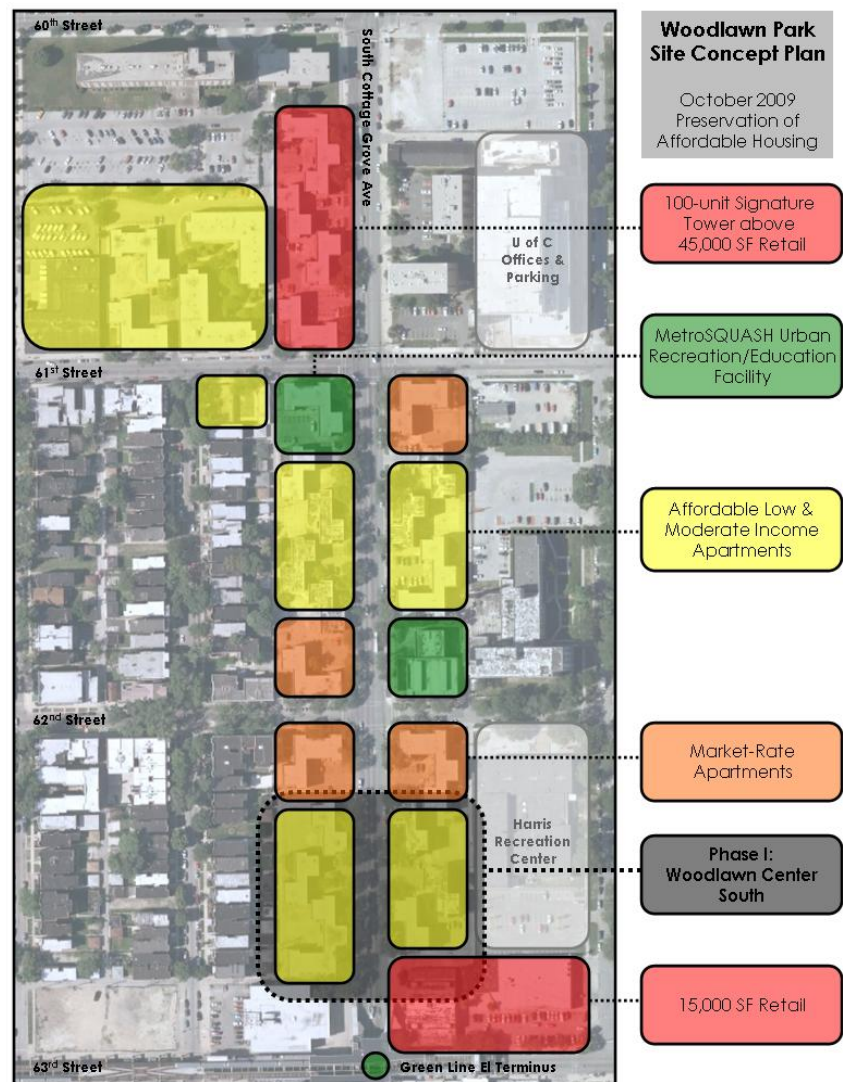 60th Street
South Cottage Grove Ave
Woodlawn Park
Site Concept Plan
October 2009
Preservation of
Affordable Housing
100-unit Signature
Tower above
45,000 SF Retail
U of C
Offices &
Parking
MetroSQUASH Urban
Recreation/Education
Facility
61st Street
Affordable Low &
Moderate Income
Apartments
62nd Street
Market-Rate
Apartments
Harris
Recreation
Center
Phase I:
Woodlawn Center
South
15,000 SF Retail
63rd Street
Green Line El Terminus